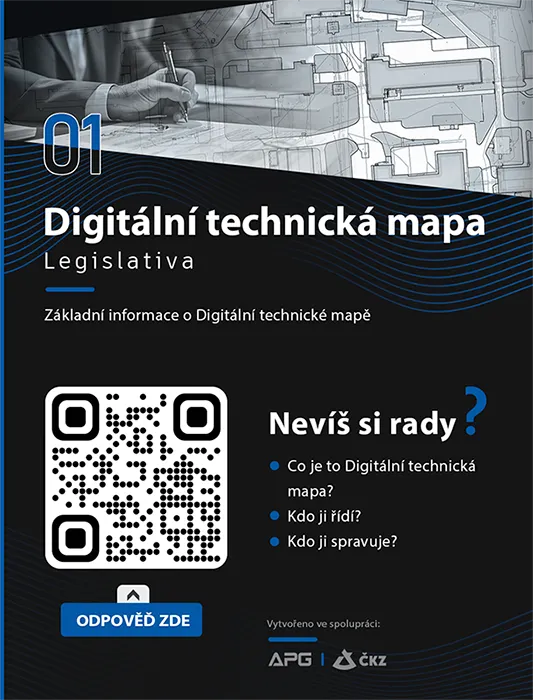 01
Digitální technická mapa
Legislativa
Základní informace o Digitální technické mapě
Nevíš si rady?
Co je to Digitální technická
mapa?
Kdo ji řídí?
Kdo ji spravuje?
ODPOVĚĎ ZDE
Vytvořeno ve spolupráci:
APG | ČKZ